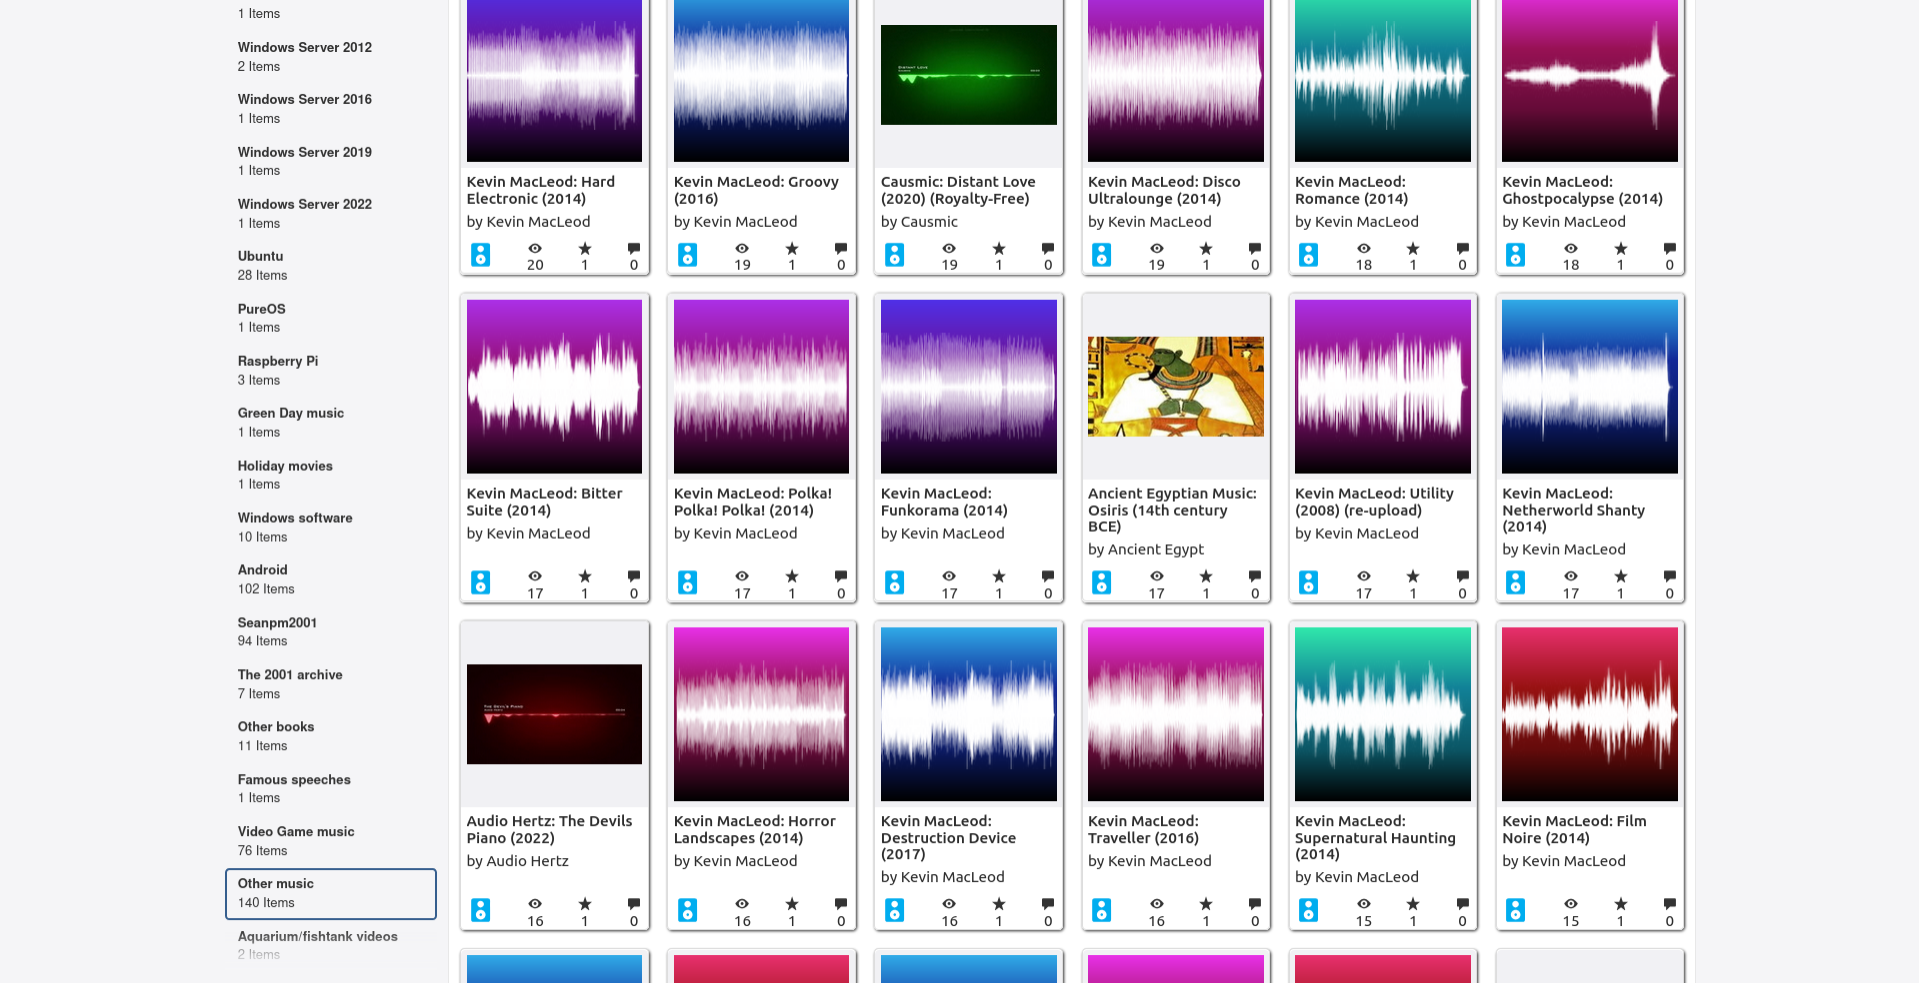 1 Items
Windows Server 2012
2 Items
Windows Server 2016
1 Items
Windows Server 2019
1 Items
Windows Server 2022
1 Items
Ubuntu
28 Items
PureOS
1 Items
Raspberry Pi
3 Items
Green Day music
1 Items
Holiday movies
1 Items
Windows software
10 Items
Android
102 Items
Seanpm2001
94 Items
The 2001 archive
7 Items
Other books
11 Items
Famous speeches
1 Items
Video Game music
76 Items
Other music
140 Items
Aquarium/fishtank videos
2 Items
Kevin MacLeod: Hard
Electronic (2014)
by Kevin MacLeod
20 1 0
Kevin MacLeod: Groovy
(2016)
by Kevin MacLeod
19 1 0
Distant Love
Causmic: Distant Love
(2020) (Royalty-Free)
by Causmic
19 1 0
Kevin MacLeod: Disco
Ultralounge (2014)
by Kevin MacLeod
19 1 0
Kevin MacLeod:
Romance (2014)
by Kevin MacLeod
18 1 0
Kevin MacLeod:
Ghostpocalypse (2014)
by Kevin MacLeod
18 1 0
Kevin MacLeod: Bitter
Suite (2014)
by Kevin MacLeod
17 1 0
Kevin MacLeod: Polka!
Polka! Polka! (2014)
by Kevin MacLeod
17 1 0
Kevin MacLeod:
Funkorama (2014)
by Kevin MacLeod
17 1 0
Ancient Egyptian Music:
Osiris (14th century
BCE)
by Ancient Egypt
17 1 0
Kevin MacLeod: Utility
(2008) (re-upload)
by Kevin MacLeod
17 1 0
Kevin MacLeod:
Netherworld Shanty
(2014)
by Kevin MacLeod
17 1 0
The Devil's Piano
Audio Hertz: The Devils
Piano (2022)
by Audio Hertz
16 1 0
Kevin MacLeod: Horror
Landscapes (2014)
by Kevin MacLeod
16 1 0
Kevin MacLeod:
Destruction Device
(2017)
by Kevin MacLeod
16 1 0
Kevin MacLeod:
Traveller (2016)
by Kevin MacLeod
16 1 0
Kevin MacLeod:
Supernatural Haunting
(2014)
by Kevin MacLeod
15 1 0
Kevin MacLeod: Film
Noire (2014)
by Kevin MacLeod
15 1 0